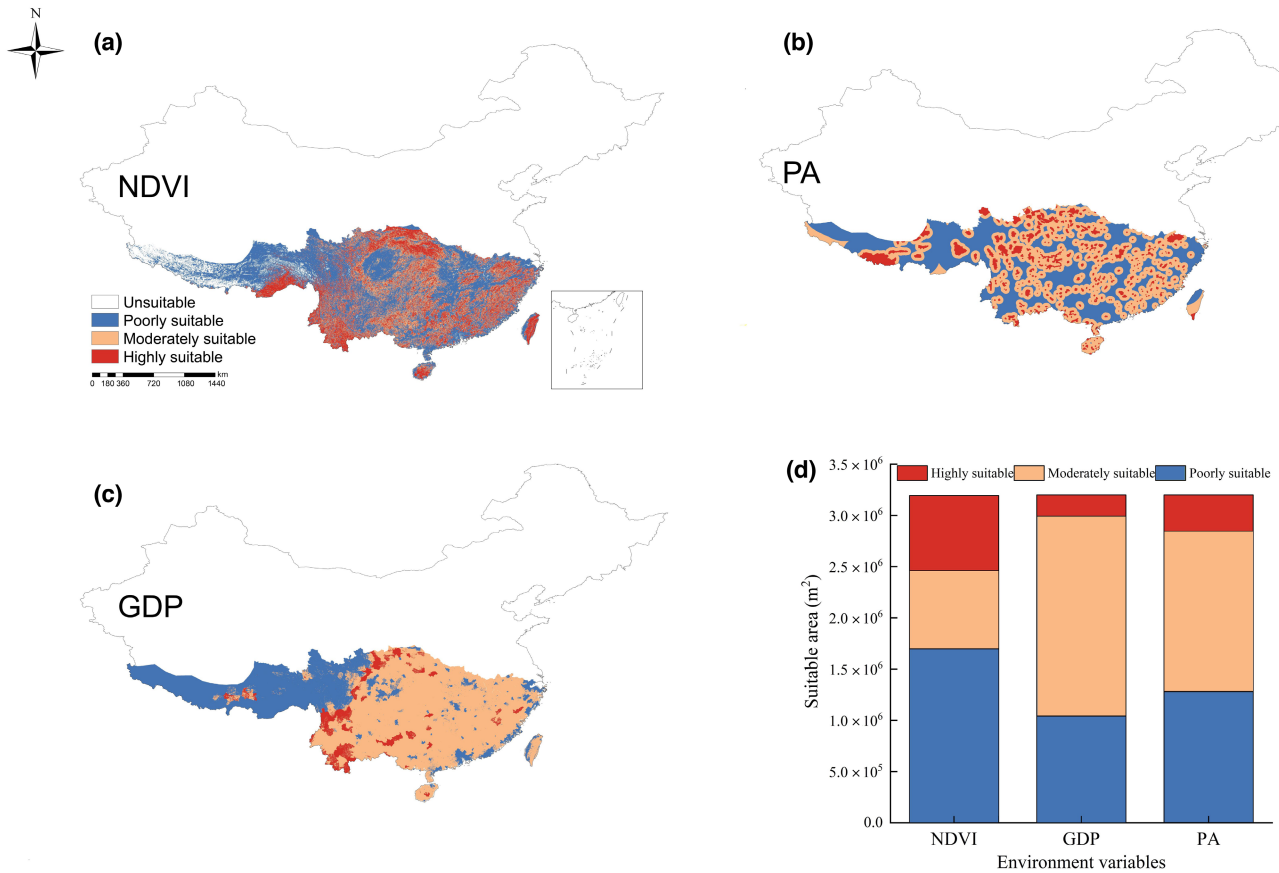 N
(a)
NDVI
Unsuitable
Poorly suitable
Moderately suitable
Highly suitable
0 180 360 720 1080 1440 km
(b)
PA
(c)
GDP
(d)
Highly suitable Moderately suitable Poorly suitable
3.5 × 10⁶
3.0 × 10⁶
2.5 × 10⁶
2.0 × 10⁶
1.5 × 10⁶
1.0 × 10⁶
5.0 × 10⁵
0.0
Suitable area (m²)
NDVI GDP PA
Environment variables